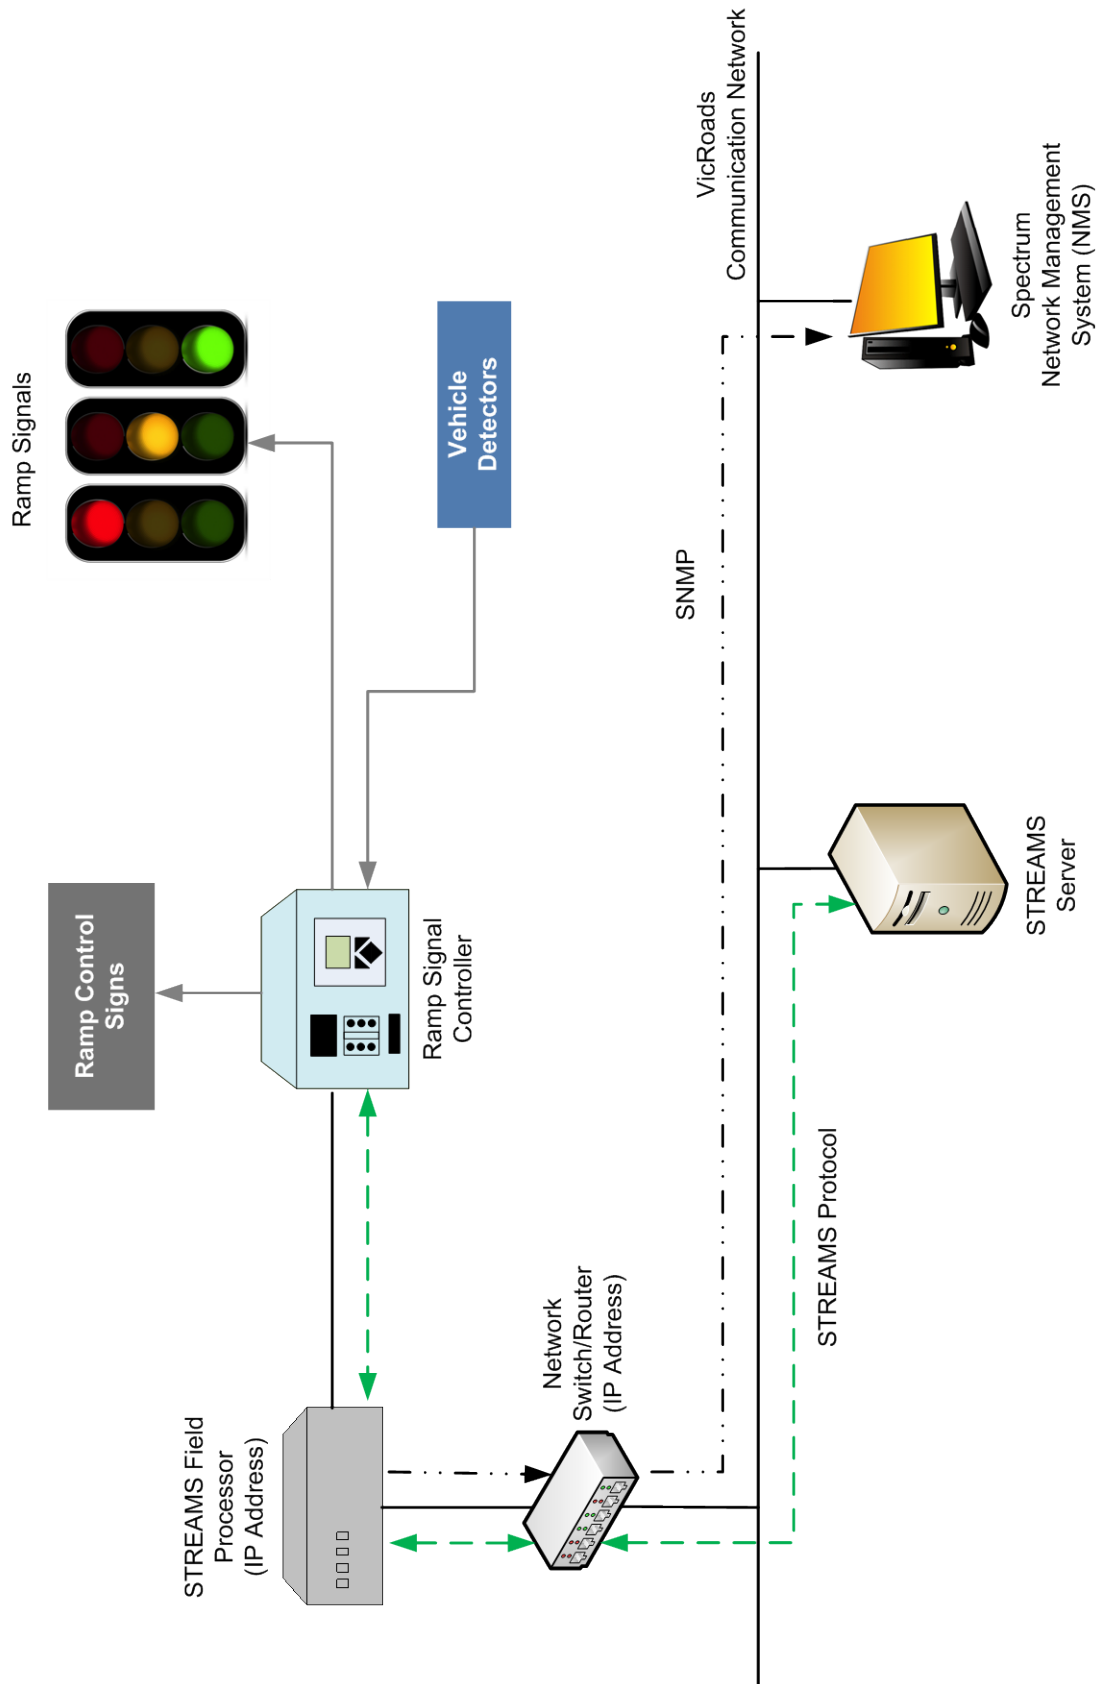 Ramp Control
Signs
Ramp Signals
STREAMS Field
Processor
(IP Address)
Ramp Signal
Controller
Vehicle
Detectors
Network
Switch/Router
(IP Address)
SNMP
VicRoads
Communication Network
STREAMS Protocol
STREAMS
Server
Spectrum
Network Management
System (NMS)